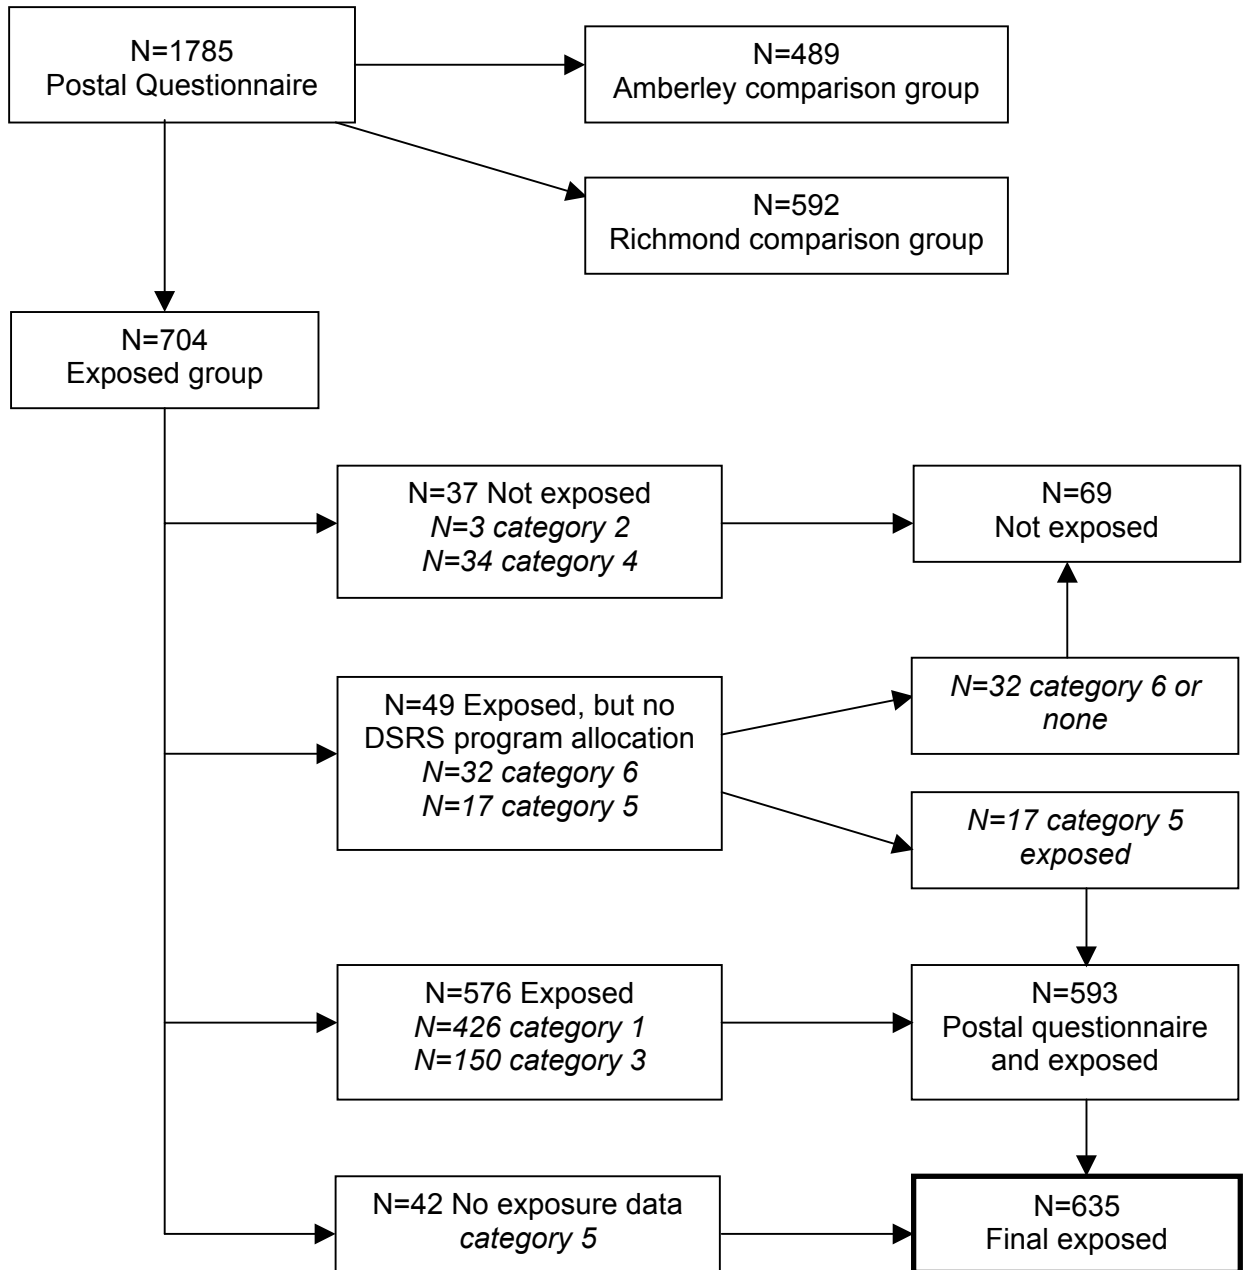 N=1785
Postal Questionnaire
N=489
Amberley comparison group
N=592
Richmond comparison group
N=704
Exposed group
N=37 Not exposed
N=3 category 2
N=34 category 4
N=69
Not exposed
N=49 Exposed, but no
DSRS program allocation
N=32 category 6
N=17 category 5
N=32 category 6 or
none
N=17 category 5
exposed
N=576 Exposed
N=426 category 1
N=150 category 3
N=593
Postal questionnaire
and exposed
N=42 No exposure data
category 5
N=635
Final exposed